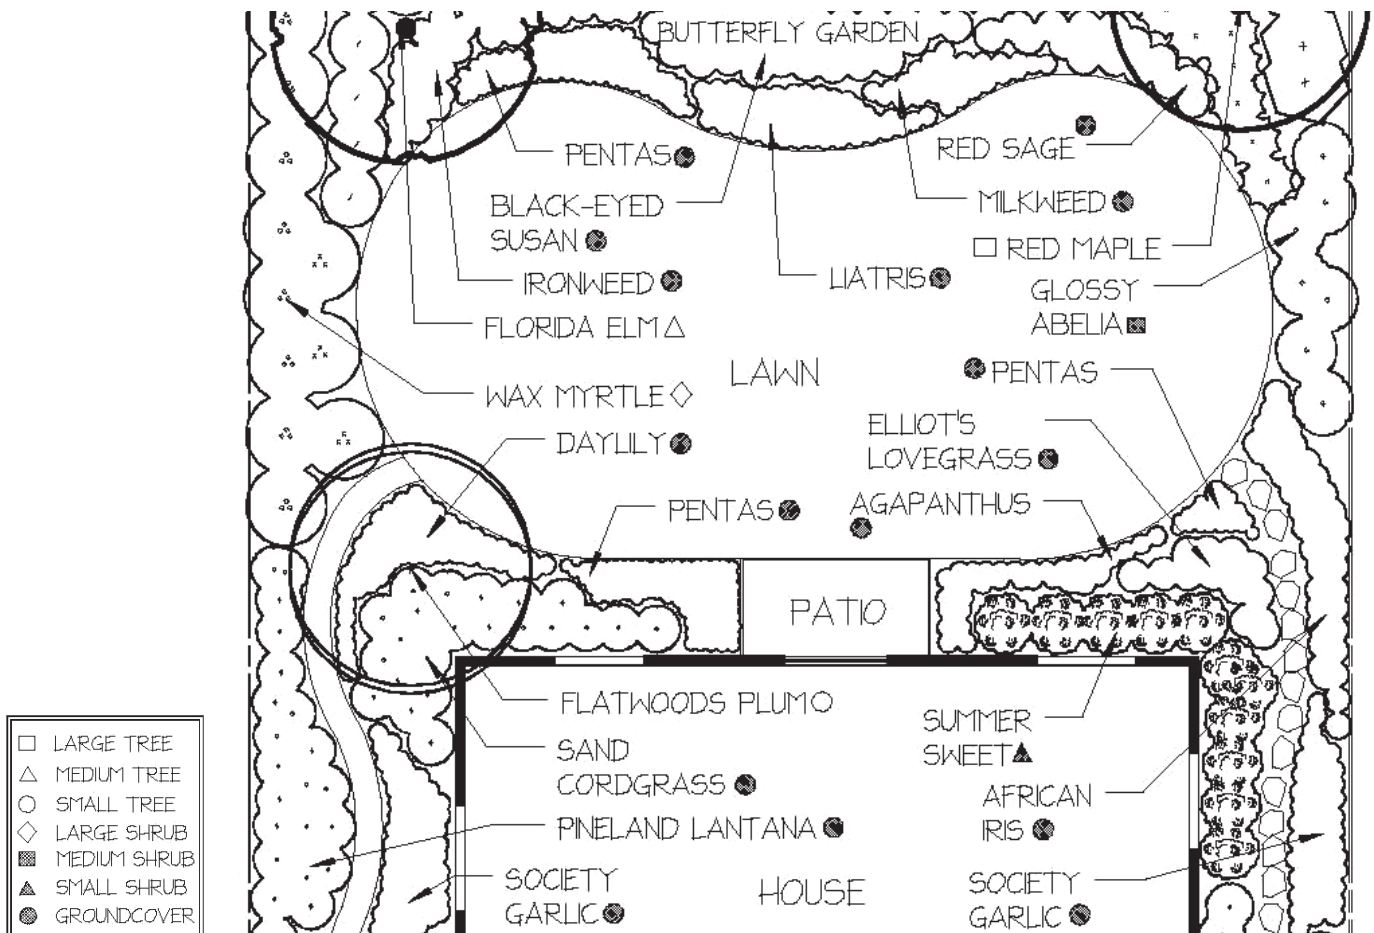 BUTTERFLY GARDEN
PENTAS
RED SAGE
BLACK-EYED
SUSAN
MILKWEED
RED MAPLE
IRONWEED
LIATRIS
GLOSSY
ABELIA
FLORIDA ELM
LAWN
PENTAS
WAX MYRTLE
DAYLILY
ELLIOT'S
LOVEGRASS
PENTAS
AGAPANTHUS
PATIO
FLATWOODS PLUM
SUMMER
SWEET
SAND
CORDGRASS
AFRICAN
IRIS
PINELAND LANTANA
SOCIETY
GARLIC
HOUSE
SOCIETY
GARLIC
LARGE TREE
MEDIUM TREE
SMALL TREE
LARGE SHRUB
MEDIUM SHRUB
SMALL SHRUB
GROUNDCOVER